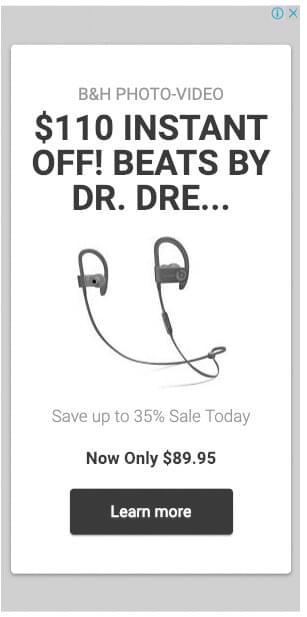 B&H PHOTO-VIDEO
$110 INSTANT
OFF! BEATS BY
DR. DRE...
Save up to 35% Sale Today
Now Only $89.95
Learn more